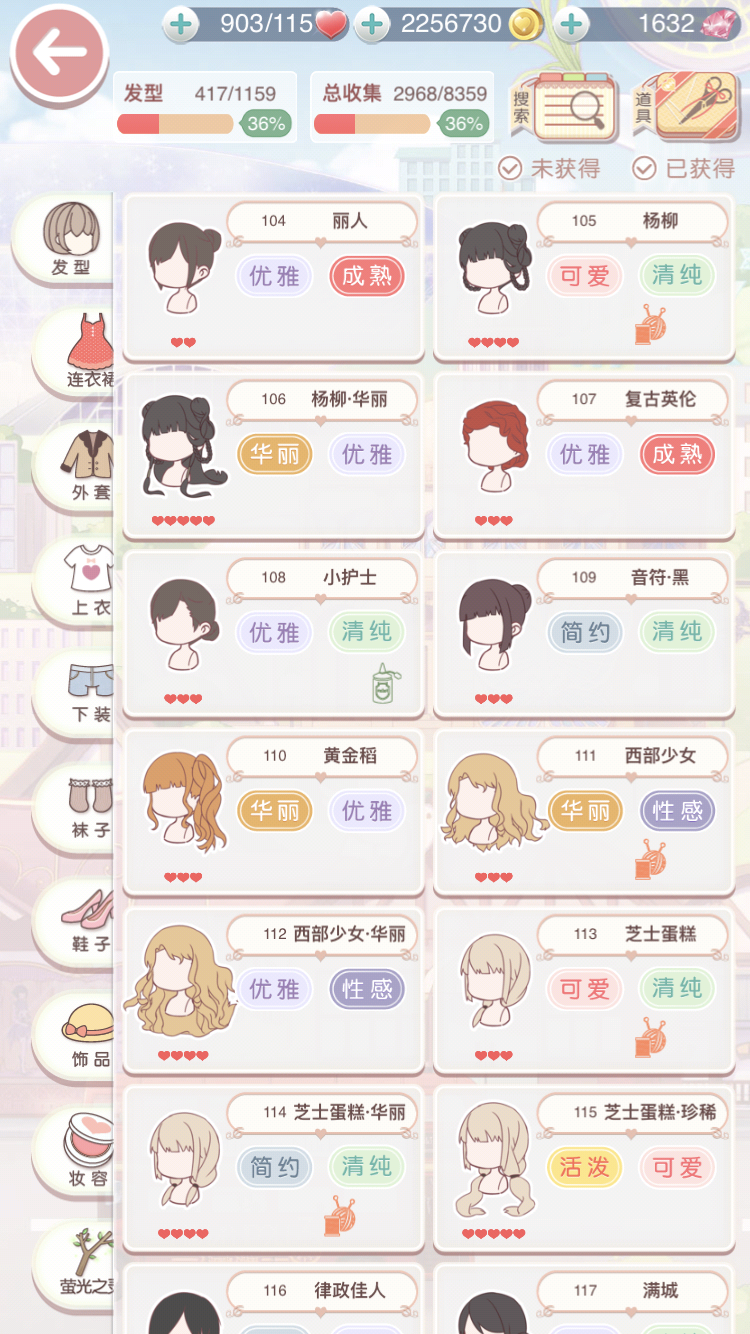 903/115
2256730
1632
发型 417/1159
36%
总收集 2968/8359
36%
搜索
道具
未获得
已获得
发型
连衣裙
外套
上衣
下装
袜子
鞋子
饰品
妆容
萤光之灵
104 丽人
优雅 成熟
105 杨柳
可爱 清纯
106 杨柳·华丽
华丽 优雅
107 复古英伦
优雅 成熟
108 小护士
优雅 清纯
109 音符·黑
简约 清纯
110 黄金稻
华丽 优雅
111 西部少女
华丽 性感
112 西部少女·华丽
优雅 性感
113 芝士蛋糕
可爱 清纯
114 芝士蛋糕·华丽
简约 清纯
115 芝士蛋糕·珍稀
活泼 可爱
116 律政佳人
117 满城